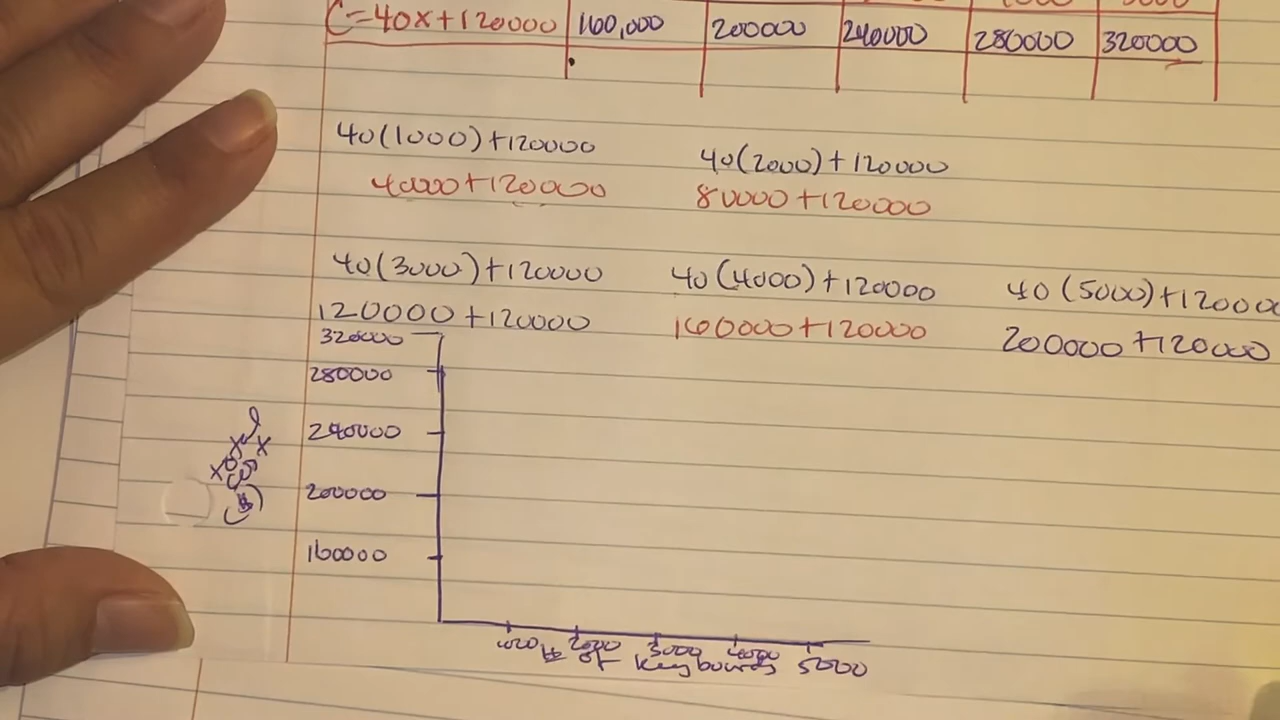 C=40x+120000 160,000 200000 240000 280000 320000
40(1000)+120000 40(2000)+120000
40000+120000 80000+120000
40(3000)+120000 40(4000)+120000 40(5000)+12000
120000+120000 160000+120000 200000+120000
320000
280000
240000
200000
160000
1000 2000 3000 4000 5000
# of keyboards